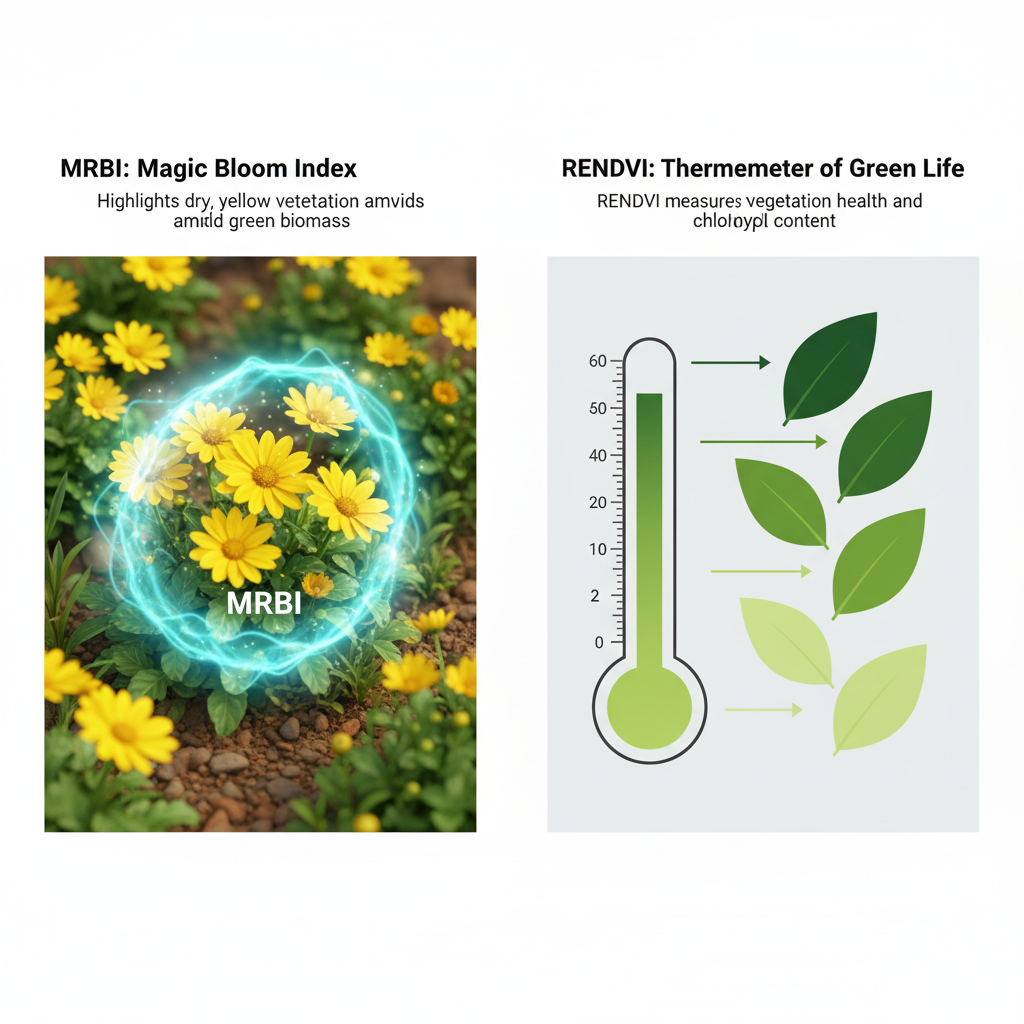 MRBI: Magic Bloom Index
Highlights dry, yellow vetetation amvids
amıld green biomass
RENDVI: Thermemeter of Green Life
RENDVI measures vegetation health and
chloloypl content
60
50
40
20
10
2
0
MRBI